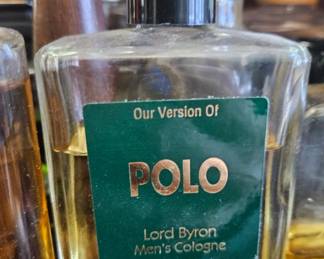 Our Version Of
POLO
Lord Byron
Men's Cologne